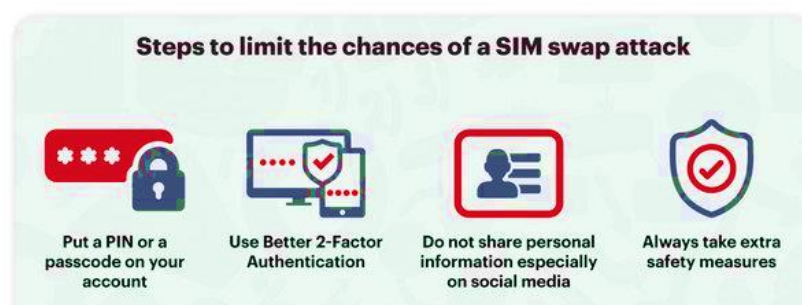 Steps to limit the chances of a SIM swap attack
***
Put a PIN or a
passcode on your
account
Use Better 2-Factor
Authentication
Do not share personal
information especially
on social media
Always take extra
safety measures